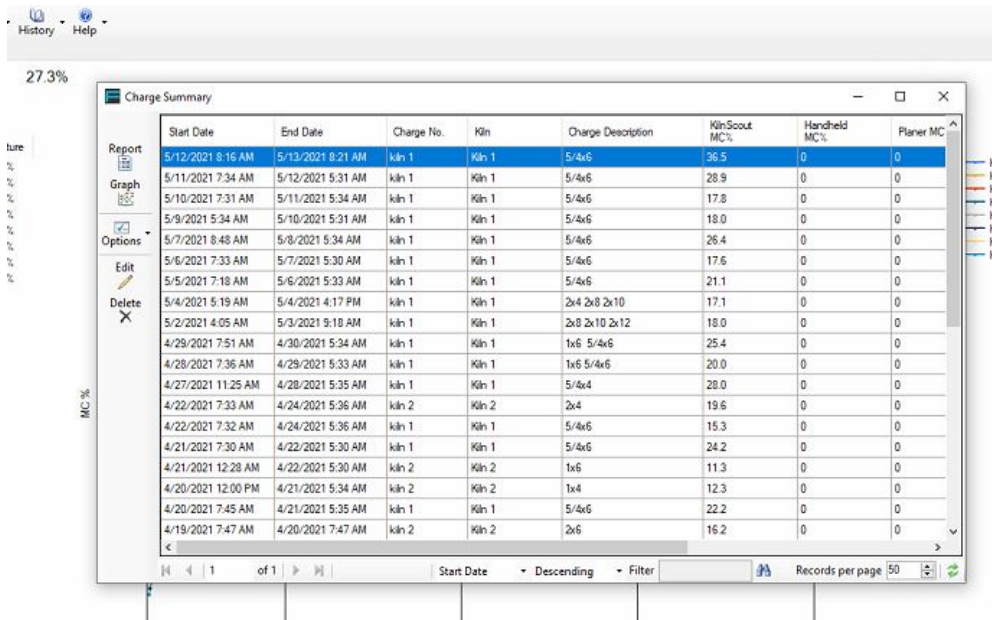 History Help
27.3%
Charge Summary
Start Date End Date Charge No. Kiln Charge Description KilnScout MC% Handheld MC% Planer MC
ture
Report
5/12/2021 8:16 AM 5/13/2021 8:21 AM kiln 1 Kiln 1 5/4x6 36.5 0 0
%
Graph
5/11/2021 7:34 AM 5/12/2021 5:31 AM kiln 1 Kiln 1 5/4x6 28.9 0 0
%
5/10/2021 7:31 AM 5/11/2021 5:34 AM kiln 1 Kiln 1 5/4x6 17.8 0 0
%
5/9/2021 5:34 AM 5/10/2021 5:31 AM kiln 1 Kiln 1 5/4x6 18.0 0 0
%
Options
5/7/2021 8:48 AM 5/8/2021 5:34 AM kiln 1 Kiln 1 5/4x6 26.4 0 0
%
5/6/2021 7:33 AM 5/7/2021 5:30 AM kiln 1 Kiln 1 5/4x6 17.6 0 0
%
Edit
5/5/2021 7:18 AM 5/6/2021 5:33 AM kiln 1 Kiln 1 5/4x6 21.1 0 0
%
Delete
5/4/2021 5:19 AM 5/4/2021 4:17 PM kiln 1 Kiln 1 2x4 2x8 2x10 17.1 0 0
5/2/2021 4:05 AM 5/3/2021 9:18 AM kiln 1 Kiln 1 2x8 2x10 2x12 18.0 0 0
4/29/2021 7:51 AM 4/30/2021 5:34 AM kiln 1 Kiln 1 1x6 5/4x6 25.4 0 0
4/28/2021 7:36 AM 4/29/2021 5:33 AM kiln 1 Kiln 1 1x6 5/4x6 20.0 0 0
4/27/2021 11:25 AM 4/28/2021 5:35 AM kiln 1 Kiln 1 5/4x4 28.0 0 0
MC %
4/22/2021 7:33 AM 4/24/2021 5:36 AM kiln 2 Kiln 2 2x4 19.6 0 0
4/22/2021 7:32 AM 4/24/2021 5:36 AM kiln 1 Kiln 1 5/4x6 15.3 0 0
4/21/2021 7:30 AM 4/22/2021 5:30 AM kiln 1 Kiln 1 5/4x6 24.2 0 0
4/21/2021 12:28 AM 4/22/2021 5:30 AM kiln 2 Kiln 2 1x6 11.3 0 0
4/20/2021 12:00 PM 4/21/2021 5:34 AM kiln 2 Kiln 2 1x4 12.3 0 0
4/20/2021 7:45 AM 4/21/2021 5:35 AM kiln 1 Kiln 1 5/4x6 22.2 0 0
4/19/2021 7:47 AM 4/20/2021 7:47 AM kiln 2 Kiln 2 2x6 16.2 0 0
1 of 1 Start Date Descending Filter Records per page 50